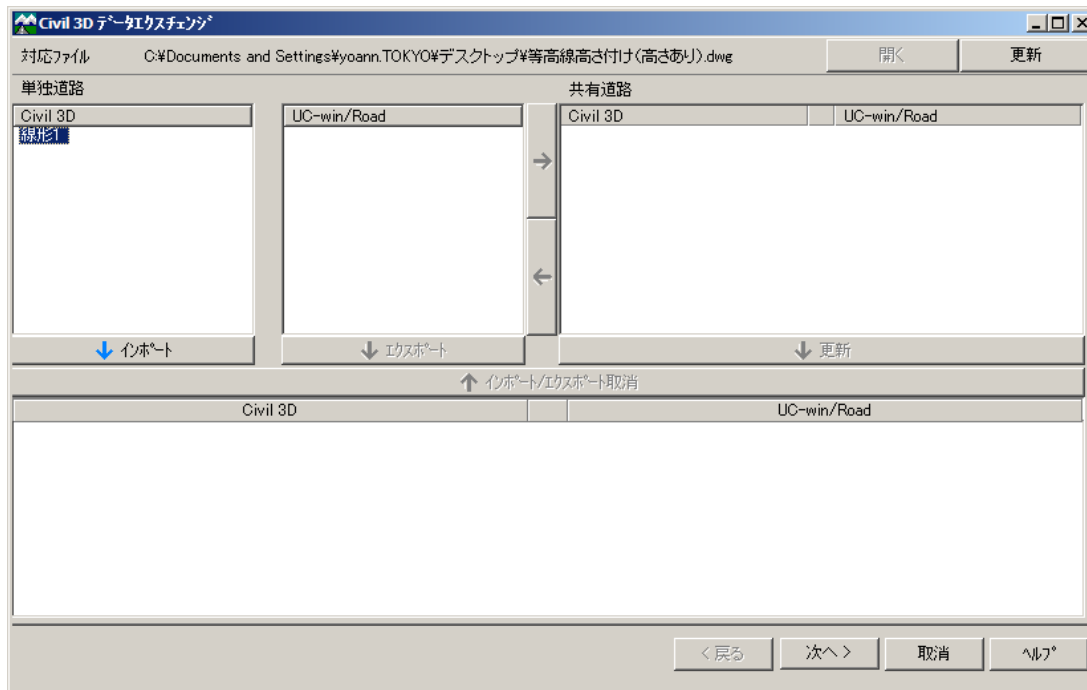 Civil 3D ﾃﾞｰﾀｴｸｽﾁｪﾝｼﾞ
対応ﾌｧｲﾙ C:¥Documents and Settings¥yoann.TOKYO¥デスクトップ¥等高線高さ付け(高さあり).dwg 開く 更新
単独道路 共有道路
Civil 3D UC-win/Road Civil 3D UC-win/Road
線形1
ｲﾝﾎﾟｰﾄ ｴｸｽﾎﾟｰﾄ 更新
ｲﾝﾎﾟｰﾄ/ｴｸｽﾎﾟｰﾄ取消
Civil 3D UC-win/Road
< 戻る 次へ > 取消 ﾍﾙﾌﾟ